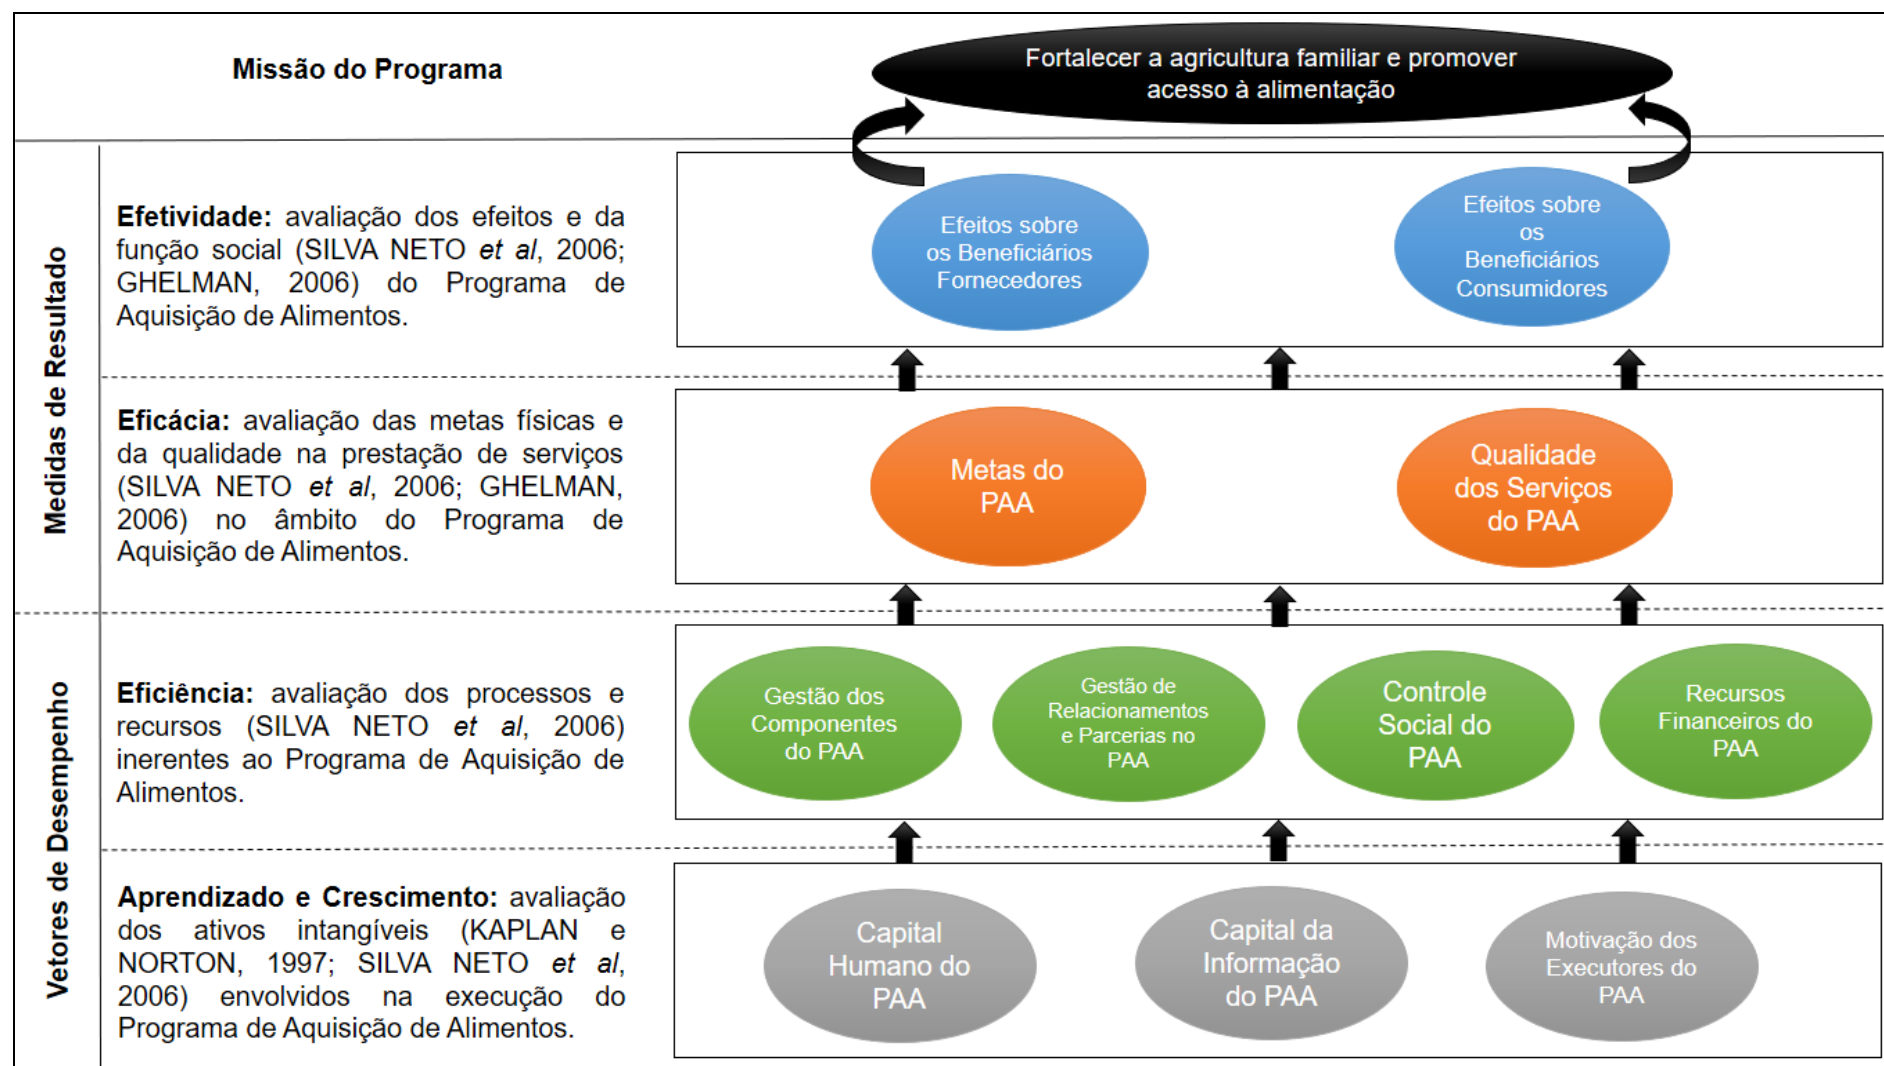 Missão do Programa
Fortalecer a agricultura familiar e promover
acesso à alimentação
Medidas de Resultado
Efetividade: avaliação dos efeitos e da
função social (SILVA NETO et al, 2006;
GHELMAN, 2006) do Programa de
Aquisição de Alimentos.
Efeitos sobre
os Beneficiários
Fornecedores
Efeitos sobre
os
Beneficiários
Consumidores
Eficácia: avaliação das metas físicas e
da qualidade na prestação de serviços
(SILVA NETO et al, 2006; GHELMAN,
2006) no âmbito do Programa de
Aquisição de Alimentos.
Metas do
PAA
Qualidade
dos Serviços
do PAA
Vetores de Desempenho
Eficiência: avaliação dos processos e
recursos (SILVA NETO et al, 2006)
inerentes ao Programa de Aquisição de
Alimentos.
Gestão dos
Componentes
do PAA
Gestão de
Relacionamentos
e Parcerias no
PAA
Controle
Social do
PAA
Recursos
Financeiros do
PAA
Aprendizado e Crescimento: avaliação
dos ativos intangíveis (KAPLAN e
NORTON, 1997; SILVA NETO et al,
2006) envolvidos na execução do
Programa de Aquisição de Alimentos.
Capital
Humano do
PAA
Capital da
Informação
do PAA
Motivação dos
Executores do
PAA